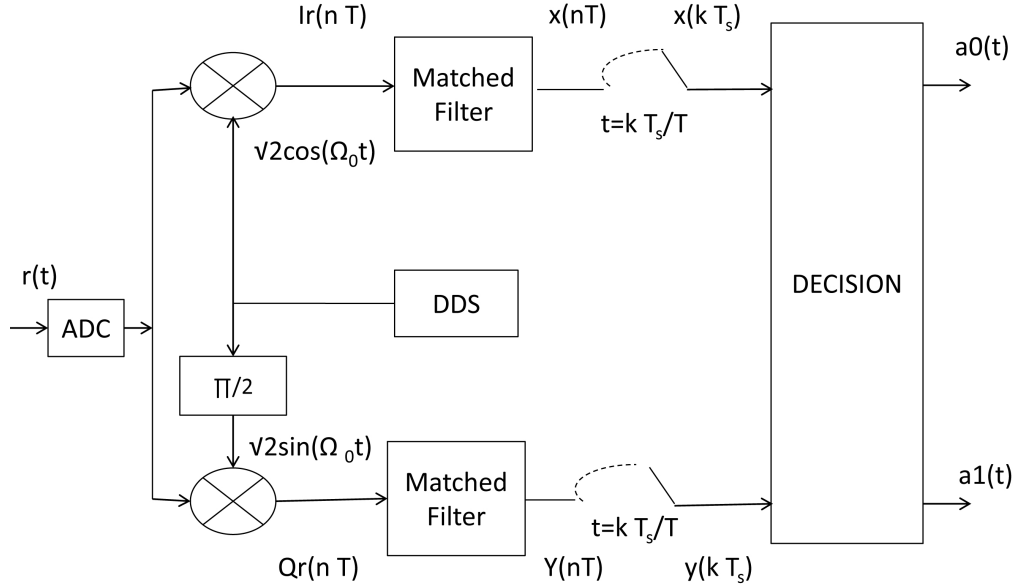 Ir(n T) x(nT) x(k Tₛ)
a0(t)
Matched
Filter
t=k Tₛ/T
√2cos(Ω₀t)
r(t)
ADC
DDS
DECISION
∏/2
√2sin(Ω ₀t)
Matched
Filter
a1(t)
t=k Tₛ/T
Qr(n T) Y(nT) y(k Tₛ)